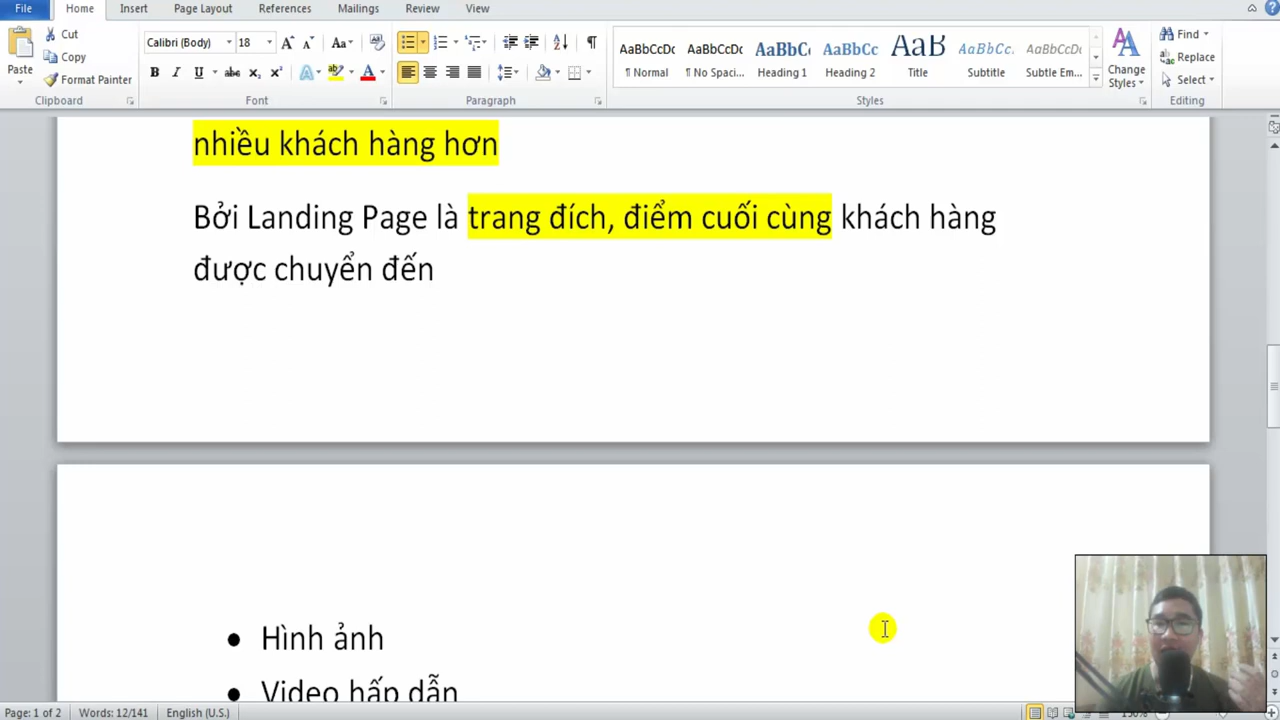 File Home Insert Page Layout References Mailings Review View
Cut
Copy
Format Painter
Paste
Clipboard
Calibri (Body) 18
Font
Paragraph
AaBbCcDc AaBbCcDc AaBbC AaBbCc AaB AaBbCc. AaBbCcDc
¶ Normal ¶ No Spaci... Heading 1 Heading 2 Title Subtitle Subtle Em...
Styles
Change
Styles
Find
Replace
Select
Editing
nhiều khách hàng hơn
Bởi Landing Page là trang đích, điểm cuối cùng khách hàng
được chuyển đến
• Hình ảnh
• Video hấp dẫn
Page: 1 of 2 Words: 12/141 English (U.S.) 150%